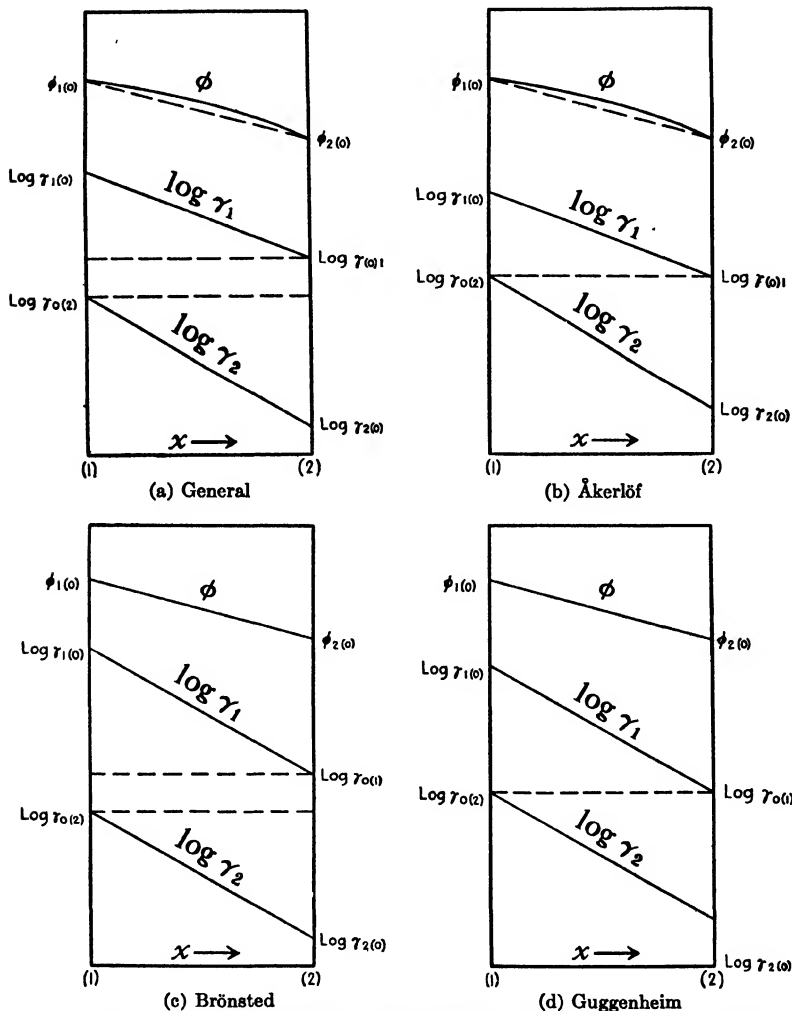 ϕ₁₍₀₎
ϕ
ϕ₂₍₀₎
Log γ₁₍₀₎
log γ₁
Log γ₍₀₎₁
Log γ₀₍₂₎
log γ₂
Log γ₂₍₀₎
x →
(1) (2)
(a) General
ϕ₁₍₀₎
ϕ
ϕ₂₍₀₎
Log γ₁₍₀₎
log γ₁
Log γ₀₍₂₎
Log γ₍₀₎₁
log γ₂
Log γ₂₍₀₎
x →
(1) (2)
(b) Åkerlöf
ϕ₁₍₀₎
ϕ
ϕ₂₍₀₎
Log γ₁₍₀₎
log γ₁
Log γ₀₍₁₎
Log γ₀₍₂₎
log γ₂
Log γ₂₍₀₎
x →
(1) (2)
(c) Brönsted
ϕ₁₍₀₎
ϕ
ϕ₂₍₀₎
Log γ₁₍₀₎
log γ₁
Log γ₀₍₂₎
Log γ₀₍₁₎
log γ₂
x →
Log γ₂₍₀₎
(1) (2)
(d) Guggenheim